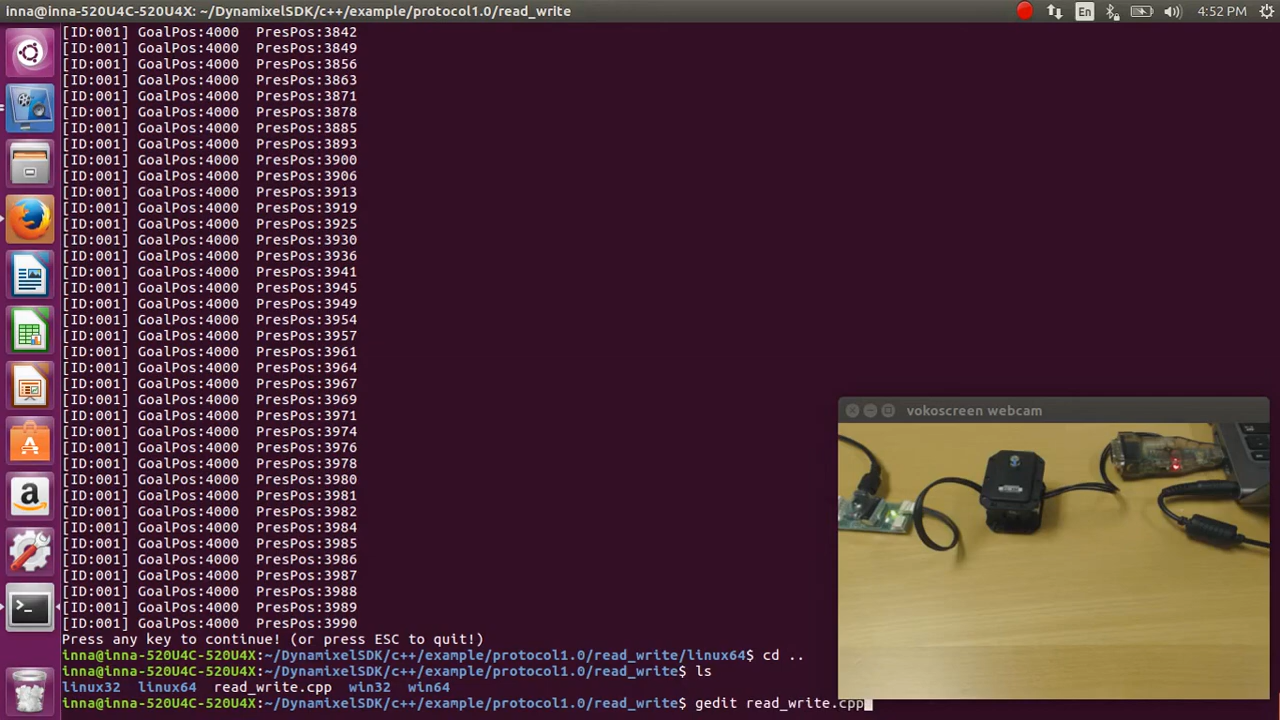 inna@inna-520U4C-520U4X: ~/DynamixelSDK/c++/example/protocol1.0/read_write
En
4:52 PM
[ID:001] GoalPos:4000  PresPos:3842
[ID:001] GoalPos:4000  PresPos:3849
[ID:001] GoalPos:4000  PresPos:3856
[ID:001] GoalPos:4000  PresPos:3863
[ID:001] GoalPos:4000  PresPos:3871
[ID:001] GoalPos:4000  PresPos:3878
[ID:001] GoalPos:4000  PresPos:3885
[ID:001] GoalPos:4000  PresPos:3893
[ID:001] GoalPos:4000  PresPos:3900
[ID:001] GoalPos:4000  PresPos:3906
[ID:001] GoalPos:4000  PresPos:3913
[ID:001] GoalPos:4000  PresPos:3919
[ID:001] GoalPos:4000  PresPos:3925
[ID:001] GoalPos:4000  PresPos:3930
[ID:001] GoalPos:4000  PresPos:3936
[ID:001] GoalPos:4000  PresPos:3941
[ID:001] GoalPos:4000  PresPos:3945
[ID:001] GoalPos:4000  PresPos:3949
[ID:001] GoalPos:4000  PresPos:3954
[ID:001] GoalPos:4000  PresPos:3957
[ID:001] GoalPos:4000  PresPos:3961
[ID:001] GoalPos:4000  PresPos:3964
[ID:001] GoalPos:4000  PresPos:3967
[ID:001] GoalPos:4000  PresPos:3969
[ID:001] GoalPos:4000  PresPos:3971
[ID:001] GoalPos:4000  PresPos:3974
[ID:001] GoalPos:4000  PresPos:3976
[ID:001] GoalPos:4000  PresPos:3978
[ID:001] GoalPos:4000  PresPos:3980
[ID:001] GoalPos:4000  PresPos:3981
[ID:001] GoalPos:4000  PresPos:3982
[ID:001] GoalPos:4000  PresPos:3984
[ID:001] GoalPos:4000  PresPos:3985
[ID:001] GoalPos:4000  PresPos:3986
[ID:001] GoalPos:4000  PresPos:3987
[ID:001] GoalPos:4000  PresPos:3988
[ID:001] GoalPos:4000  PresPos:3989
[ID:001] GoalPos:4000  PresPos:3990
Press any key to continue! (or press ESC to quit!)
inna@inna-520U4C-520U4X:~/DynamixelSDK/c++/example/protocol1.0/read_write/linux64$ cd ..
inna@inna-520U4C-520U4X:~/DynamixelSDK/c++/example/protocol1.0/read_write$ ls
linux32  linux64  read_write.cpp  win32  win64
inna@inna-520U4C-520U4X:~/DynamixelSDK/c++/example/protocol1.0/read_write$ gedit read_write.cpp
vokoscreen webcam